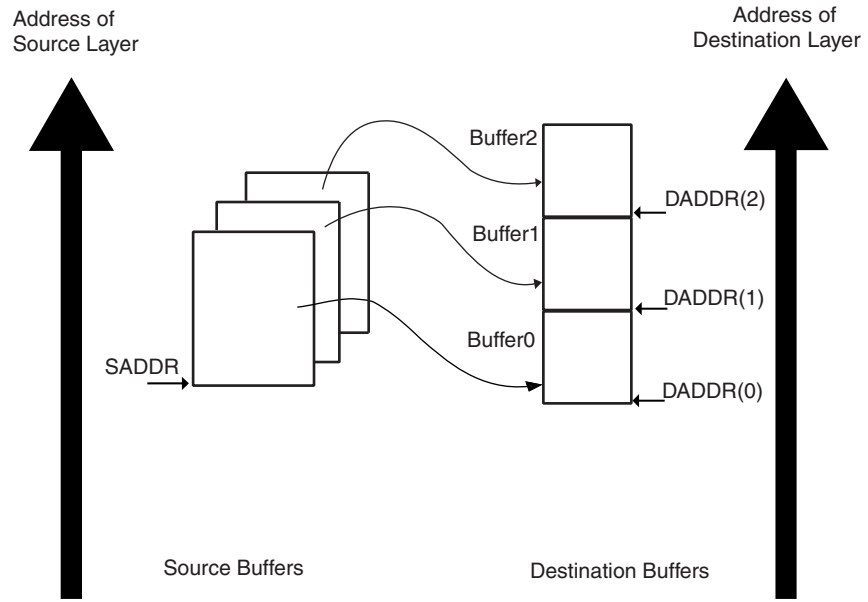 Address of
Source Layer
Address of
Destination Layer
Buffer2
DADDR(2)
Buffer1
DADDR(1)
Buffer0
SADDR
DADDR(0)
Source Buffers
Destination Buffers